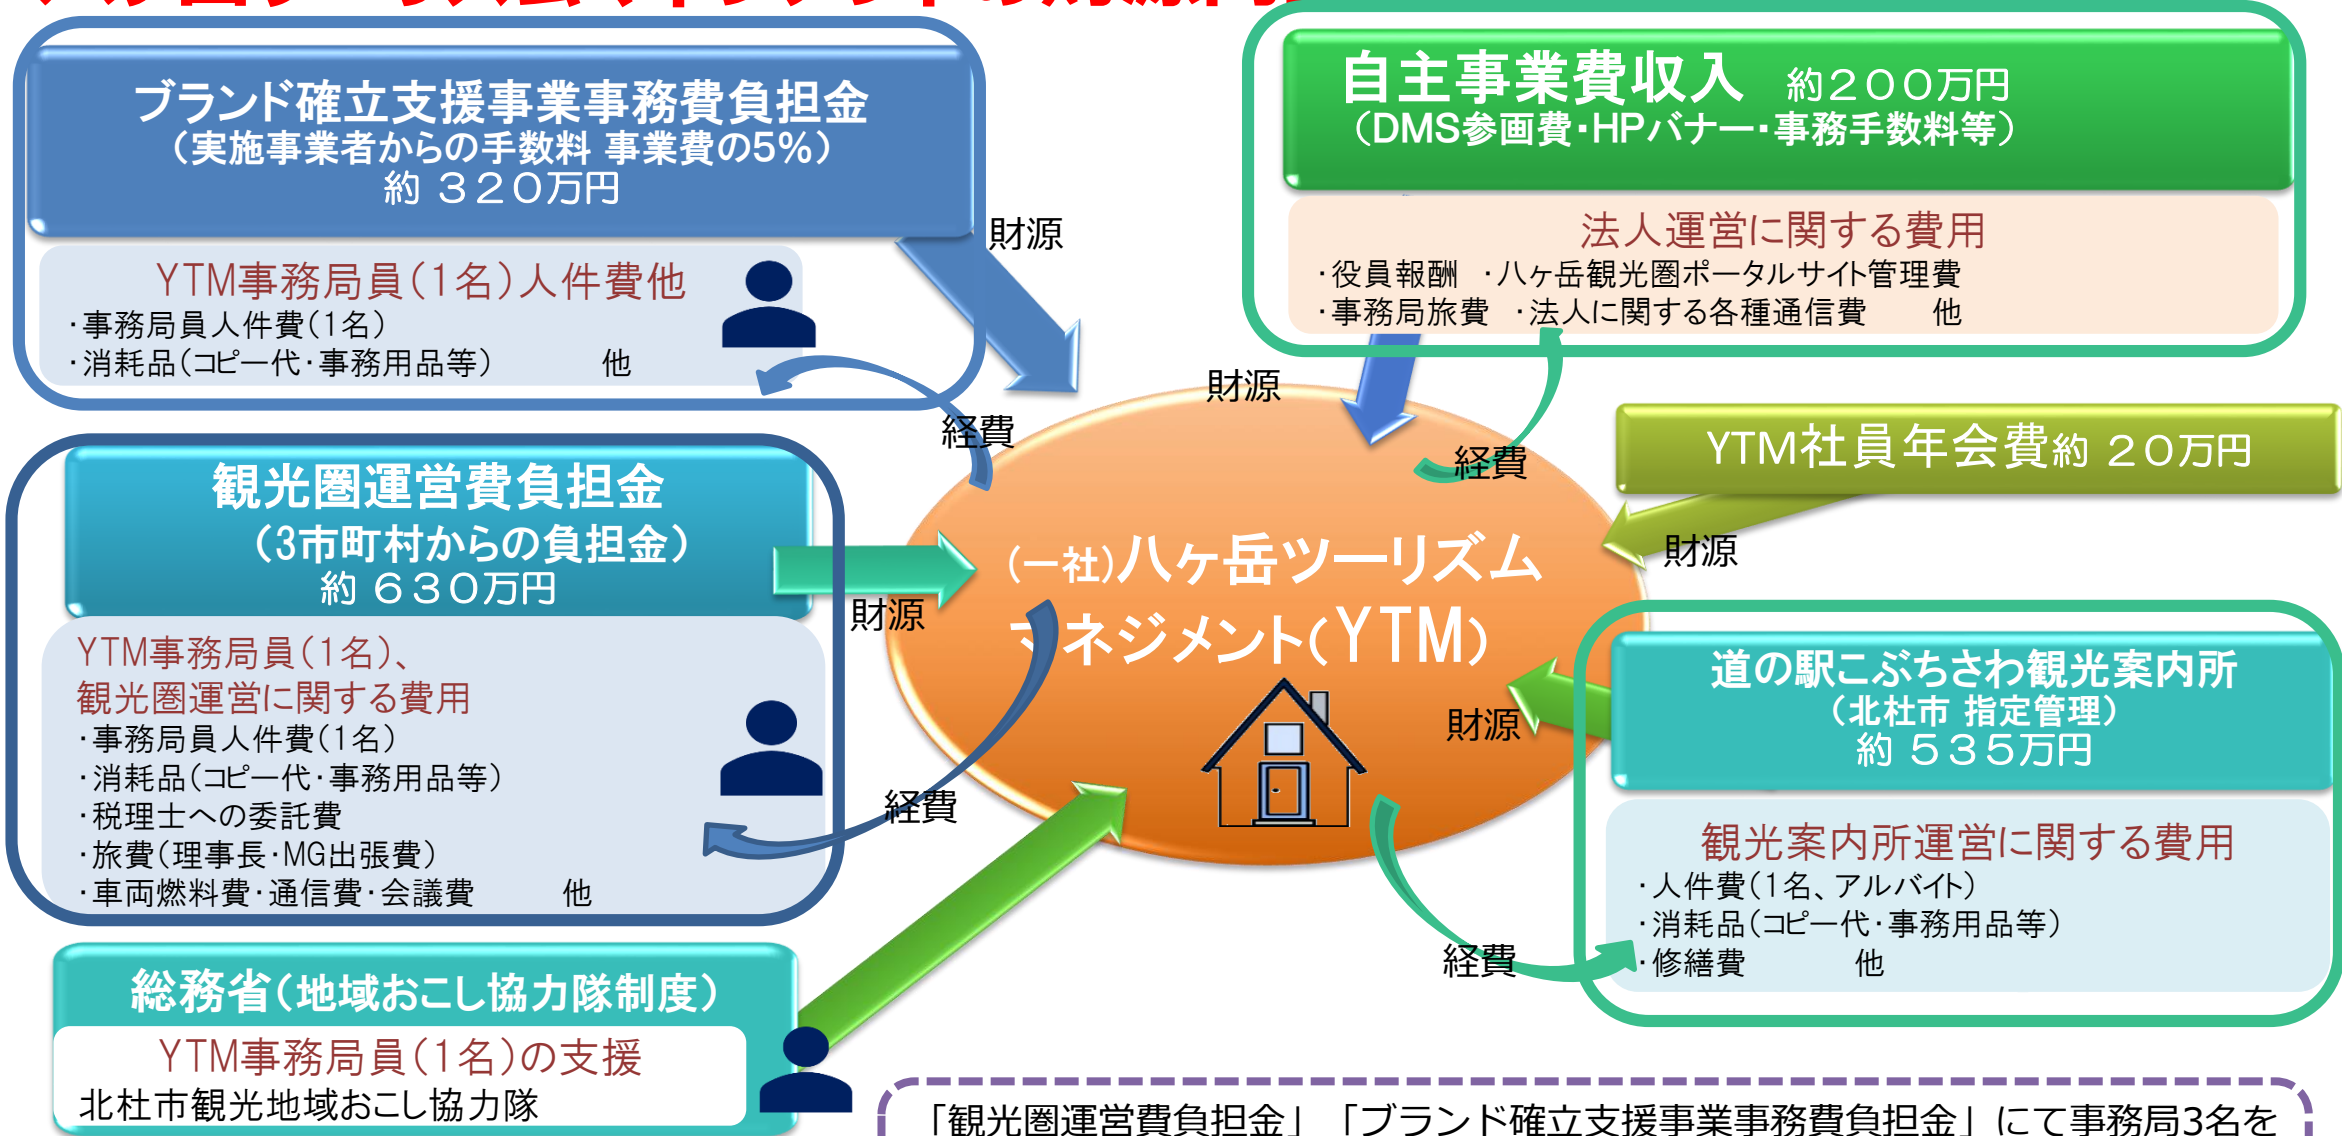 ブランド確立支援事業事務費負担金
（実施事業者からの手数料 事業費の5％）
約 ３２０万円
YTM事務局員（1名）人件費他
・事務局員人件費（1名）
・消耗品（コピー代・事務用品等）　　　他
財源
経費
自主事業費収入　約２００万円
（DMS参画費・HPバナー・事務手数料等）
法人運営に関する費用
・役員報酬　・八ヶ岳観光圏ポータルサイト管理費
・事務局旅費　・法人に関する各種通信費　　他
財源
経費
YTM社員年会費約 ２０万円
財源
観光圏運営費負担金
（3市町村からの負担金）
約 ６３０万円
財源
YTM事務局員（1名）、
観光圏運営に関する費用
・事務局員人件費（1名）
・消耗品（コピー代・事務用品等）
・税理士への委託費
・旅費（理事長・MG出張費）
・車両燃料費・通信費・会議費　　　他
経費
（一社）八ヶ岳ツーリズム
マネジメント（YTM）
道の駅こぶちさわ観光案内所
（北杜市 指定管理）
約 ５３５万円
財源
観光案内所運営に関する費用
・人件費（1名、アルバイト）
・消耗品（コピー代・事務用品等）
・修繕費　　　他
経費
総務省（地域おこし協力隊制度）
YTM事務局員（1名）の支援
北杜市観光地域おこし協力隊
「観光圏運営費負担金」「ブランド確立支援事業事務費負担金」にて事務局3名を